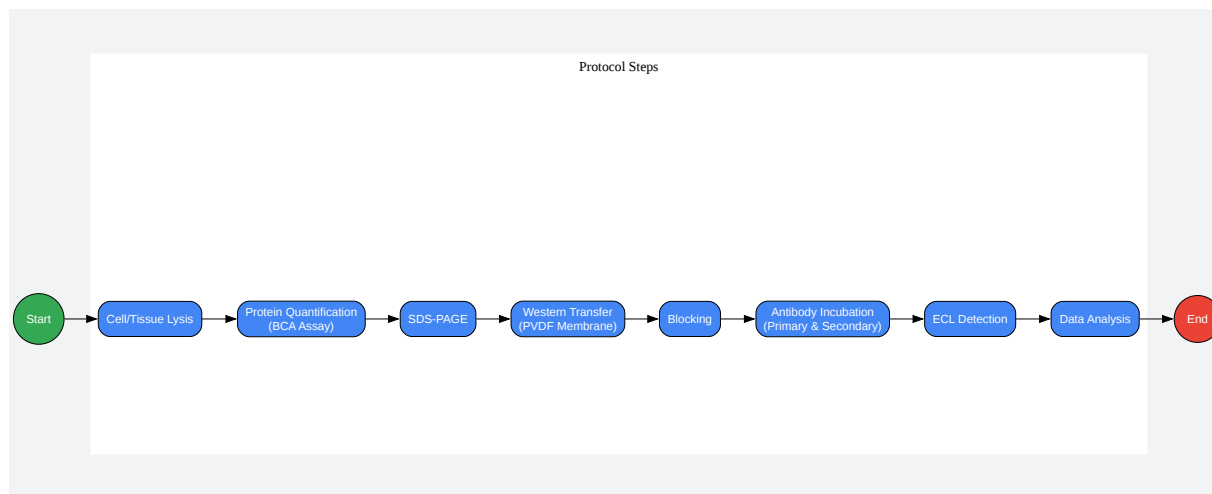 Protocol Steps
Start
Cell/Tissue Lysis
Protein Quantification
(BCA Assay)
SDS-PAGE
Western Transfer
(PVDF Membrane)
Blocking
Antibody Incubation
(Primary & Secondary)
ECL Detection
Data Analysis
End